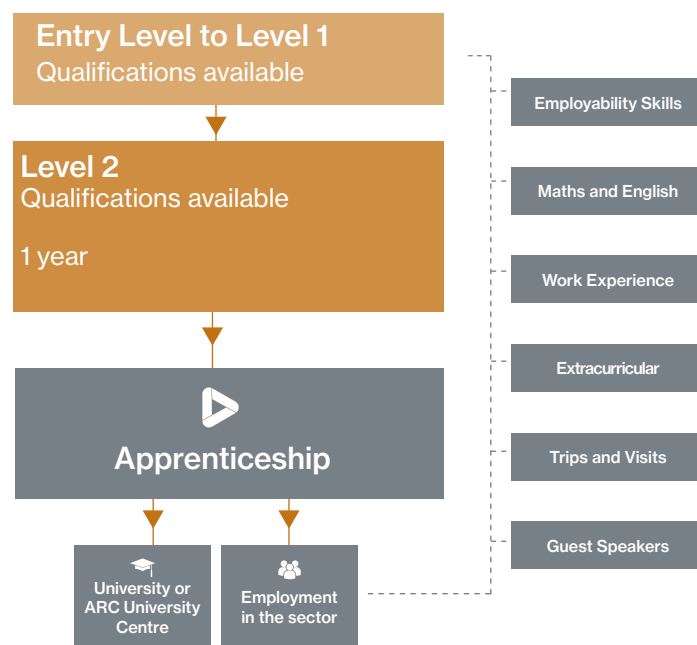 Entry Level to Level 1
Qualifications available
Level 2
Qualifications available
1 year
Apprenticeship
University or
ARC University
Centre
Employment
in the sector
Employability Skills
Maths and English
Work Experience
Extracurricular
Trips and Visits
Guest Speakers